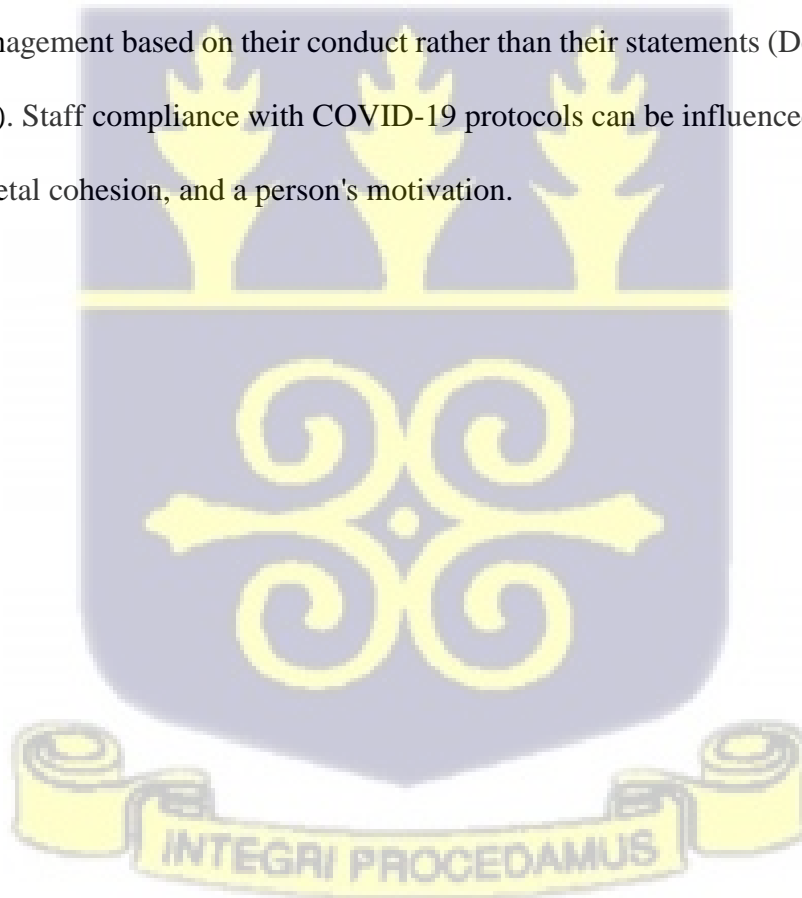 nagement based on their conduct rather than their statements (D
). Staff compliance with COVID-19 protocols can be influence
etal cohesion, and a person's motivation.
INTEGRI PROCEDAMUS